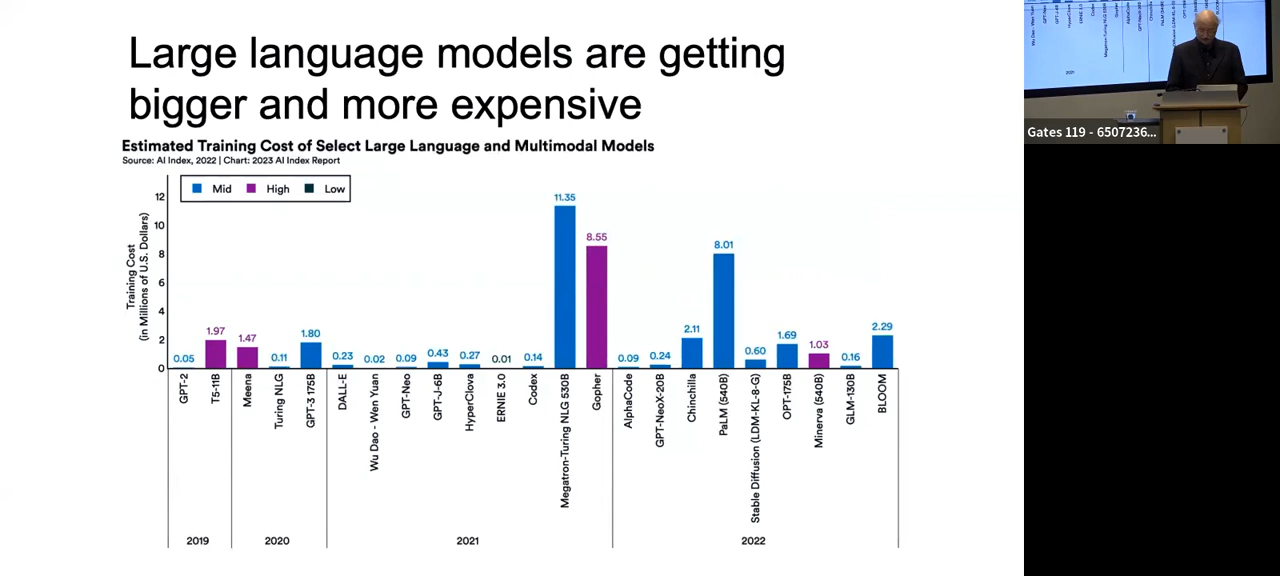 Large language models are getting
bigger and more expensive
Estimated Training Cost of Select Large Language and Multimodal Models
Source: AI Index, 2022 | Chart: 2023 AI Index Report
Mid High Low
Training Cost
(in Millions of U.S. Dollars)
12
10
8
6
4
2
0
0.05
1.97
1.47
0.11
1.80
0.23
0.02
0.09
0.43
0.27
0.01
0.14
11.35
8.55
0.09
0.24
2.11
8.01
0.60
1.69
1.03
0.16
2.29
GPT-2
T5-11B
Meena
Turing NLG
GPT-3 175B
DALL-E
Wu Dao - Wen Yuan
GPT-Neo
GPT-J-6B
HyperClova
ERNIE 3.0
Codex
Megatron-Turing NLG 530B
Gopher
AlphaCode
GPT-NeoX-20B
Chinchilla
PaLM (540B)
Stable Diffusion (LDM-KL-8-G)
OPT-175B
Minerva (540B)
GLM-130B
BLOOM
2019
2020
2021
2022
Gates 119 - 6507236...